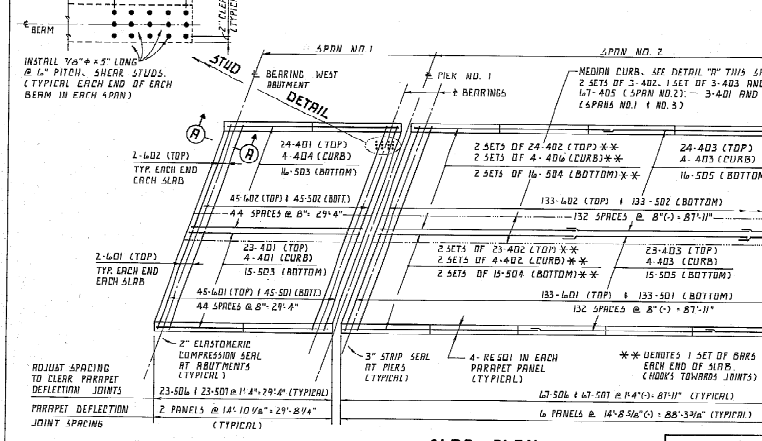 2" CLE
(TYPICAL
℄ BEAM
INSTALL 7/8" Φ x 5" LONG
@ 6" PITCH, SHEAR STUDS.
(TYPICAL EACH END OF EACH
BEAM IN EACH SPAN)
STUD DETAIL
SPAN NO. 1
SPAN NO. 2
℄ BEARING WEST
ABUTMENT
℄ PIER NO. 1
℄ BEARINGS
MEDIAN CURB. SEE DETAIL "D" THIS S
2 SETS OF 3-402. 1 SET OF 3-403 AND
67-405 (SPAN NO.2): 3-401 AND
(SPANS NO.1 & NO.3)
A
A
2-602 (TOP)
TYP. EACH END
EACH SLAB
24-401 (TOP)
4-404 (CURB)
16-503 (BOTTOM)
2 SETS OF 24-402 (TOP)**
2 SETS OF 4-406 (CURB)**
2 SETS OF 16-504 (BOTTOM)**
24-403 (TOP)
4-403 (CURB)
16-505 (BOTTOM)
45-602 (TOP) & 45-502 (BOTT.)
44 SPACES @ 8" = 29'-4"
133-602 (TOP) & 133-502 (BOTTOM)
132 SPACES @ 8"(-) = 87'-11"
2-601 (TOP)
TYP. EACH END
EACH SLAB
23-401 (TOP)
4-401 (CURB)
15-503 (BOTTOM)
2 SETS OF 23-402 (TOP)**
2 SETS OF 4-402 (CURB)**
2 SETS OF 15-504 (BOTTOM)**
23-403 (TOP)
4-403 (CURB)
15-505 (BOTTOM)
45-601 (TOP) & 45-501 (BOTT.)
44 SPACES @ 8"- 29'-4"
133-601 (TOP) & 133-501 (BOTTOM)
132 SPACES @ 8"(-) = 87'-11"
2" ELASTOMERIC
COMPRESSION SEAL
AT ABUTMENTS
(TYPICAL)
3" STRIP SEAL
AT PIERS
(TYPICAL)
4-RE501 IN EACH
PARAPET PANEL
(TYPICAL)
** DENOTES 1 SET OF BARS
EACH END OF SLAB.
(HOOKS TOWARDS JOINTS)
ADJUST SPACING
TO CLEAR PARAPET
DEFLECTION JOINTS
23-506 & 23-507 @ 1'-4" = 29'-4" (TYPICAL)
67-506 & 67-507 @ 1'-4"(-) = 87'-11" (TYPICAL)
PARAPET DEFLECTION
JOINT SPACING
2 PANELS @ 14'-10 1/8" = 29'-8 1/4"
(TYPICAL)
6 PANELS @ 14'-8 5/8"(-) = 88'-3 3/8" (TYPICAL)